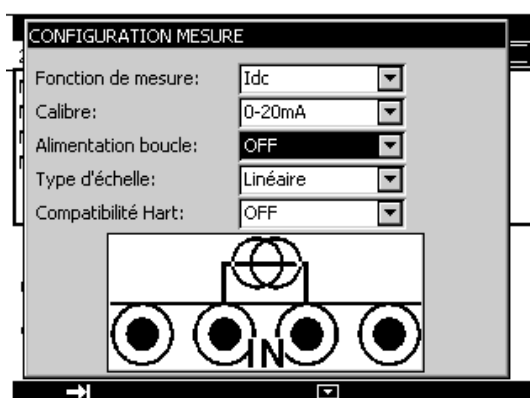 CONFIGURATION MESURE
Fonction de mesure: Idc
Calibre: 0-20mA
Alimentation boucle: OFF
Type d'échelle: Linéaire
Compatibilité Hart: OFF
IN